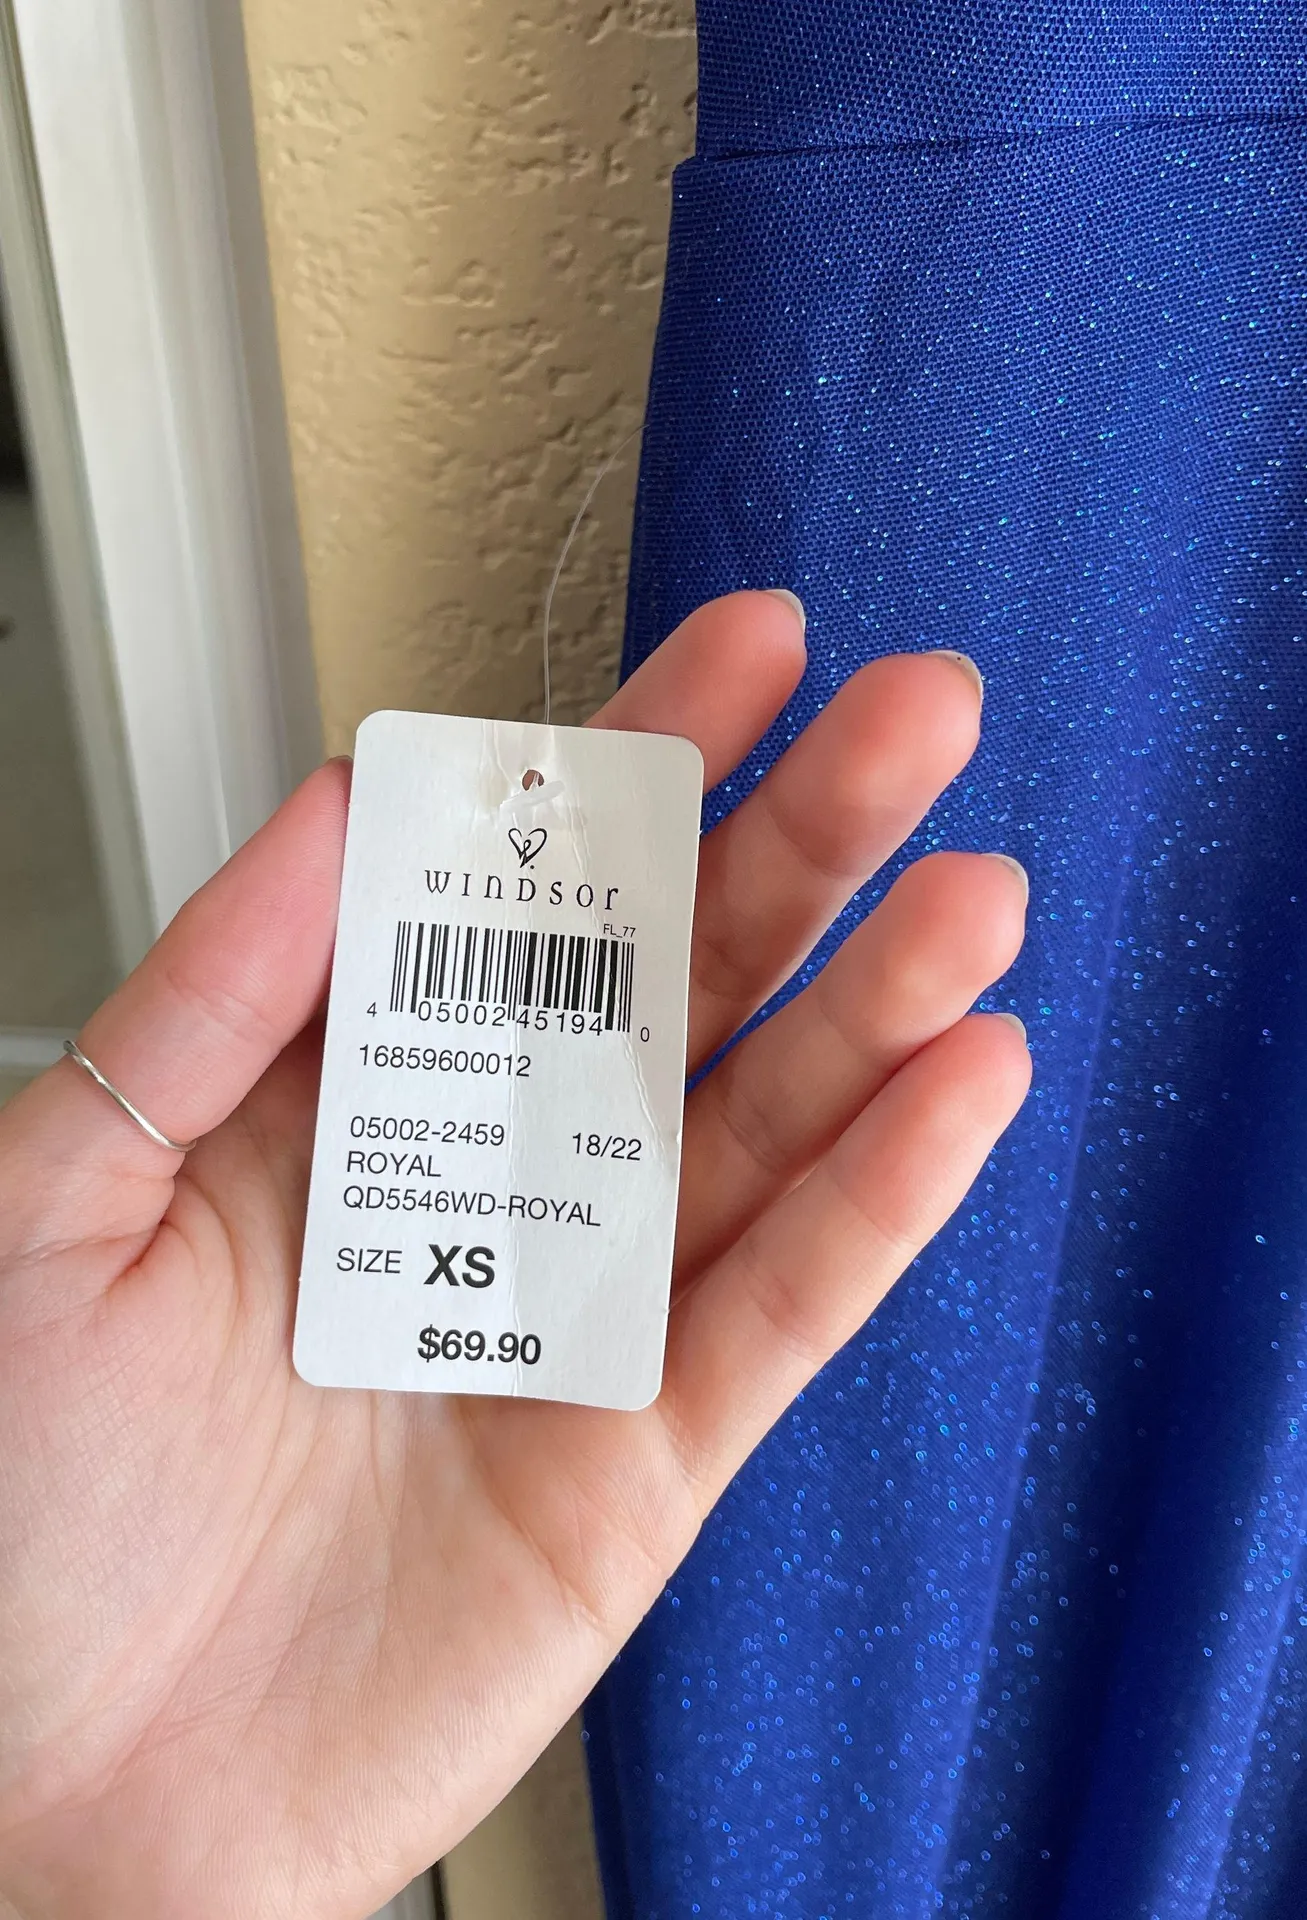 WINDSOR
FL_77
4 05002 45194 0
16859600012
05002-2459 18/22
ROYAL
QD5546WD-ROYAL
SIZE XS
$69.90